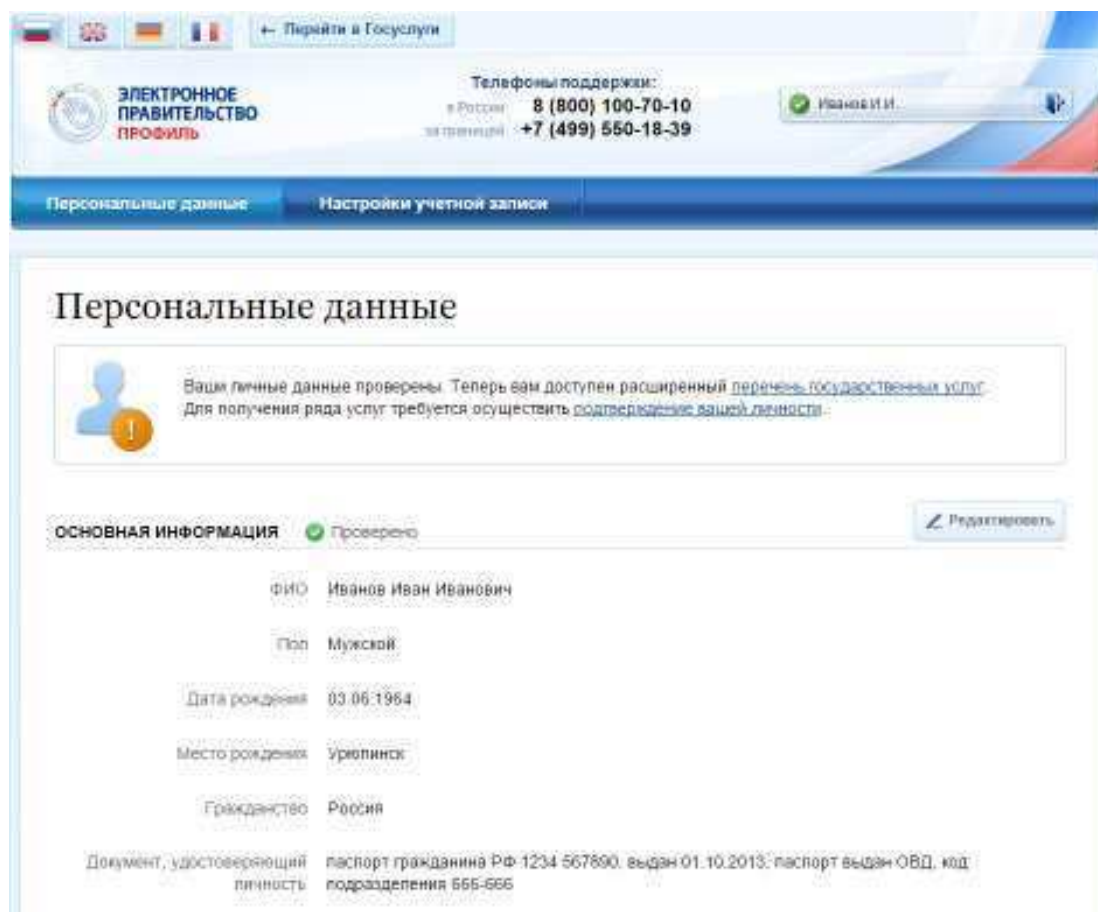 ← Перейти в Госуслуги
ЭЛЕКТРОННОЕ
ПРАВИТЕЛЬСТВО
ПРОФИЛЬ
Телефоны поддержки:
в России 8 (800) 100-70-10
за границей +7 (499) 550-18-39
Иванов И.И.
Персональные данные Настройки учетной записи
Персональные данные
Ваши личные данные проверены. Теперь вам доступен расширенный перечень государственных услуг.
Для получения ряда услуг требуется осуществить подтверждение вашей личности.
ОСНОВНАЯ ИНФОРМАЦИЯ Проверено
Редактировать
ФИО Иванов Иван Иванович
Пол Мужской
Дата рождения 03.06.1964
Место рождения Урюпинск
Гражданство Россия
Документ, удостоверяющий паспорт гражданина РФ 1234 567890, выдан 01.10.2013, паспорт выдан ОВД, код
личность подразделения 666-666